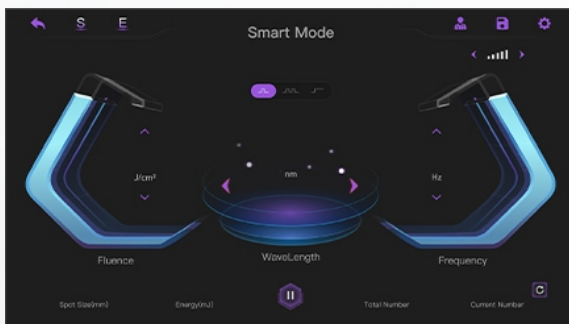 S E
Smart Mode
J/cm²
nm
Hz
Fluence
WaveLength
Frequency
Spot Size(mm)
Energy(mJ)
Total Number
Current Number